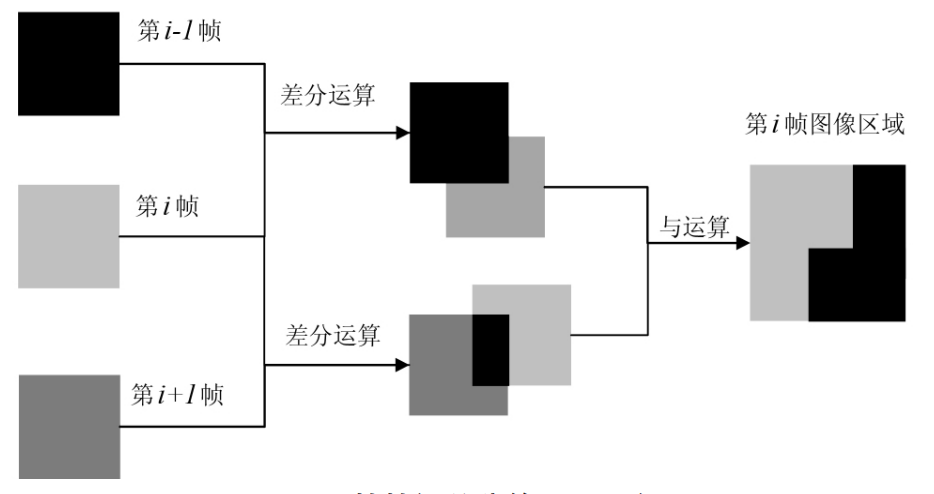 第i-1帧
差分运算
第i帧图像区域
第i帧
与运算
差分运算
第i+1帧